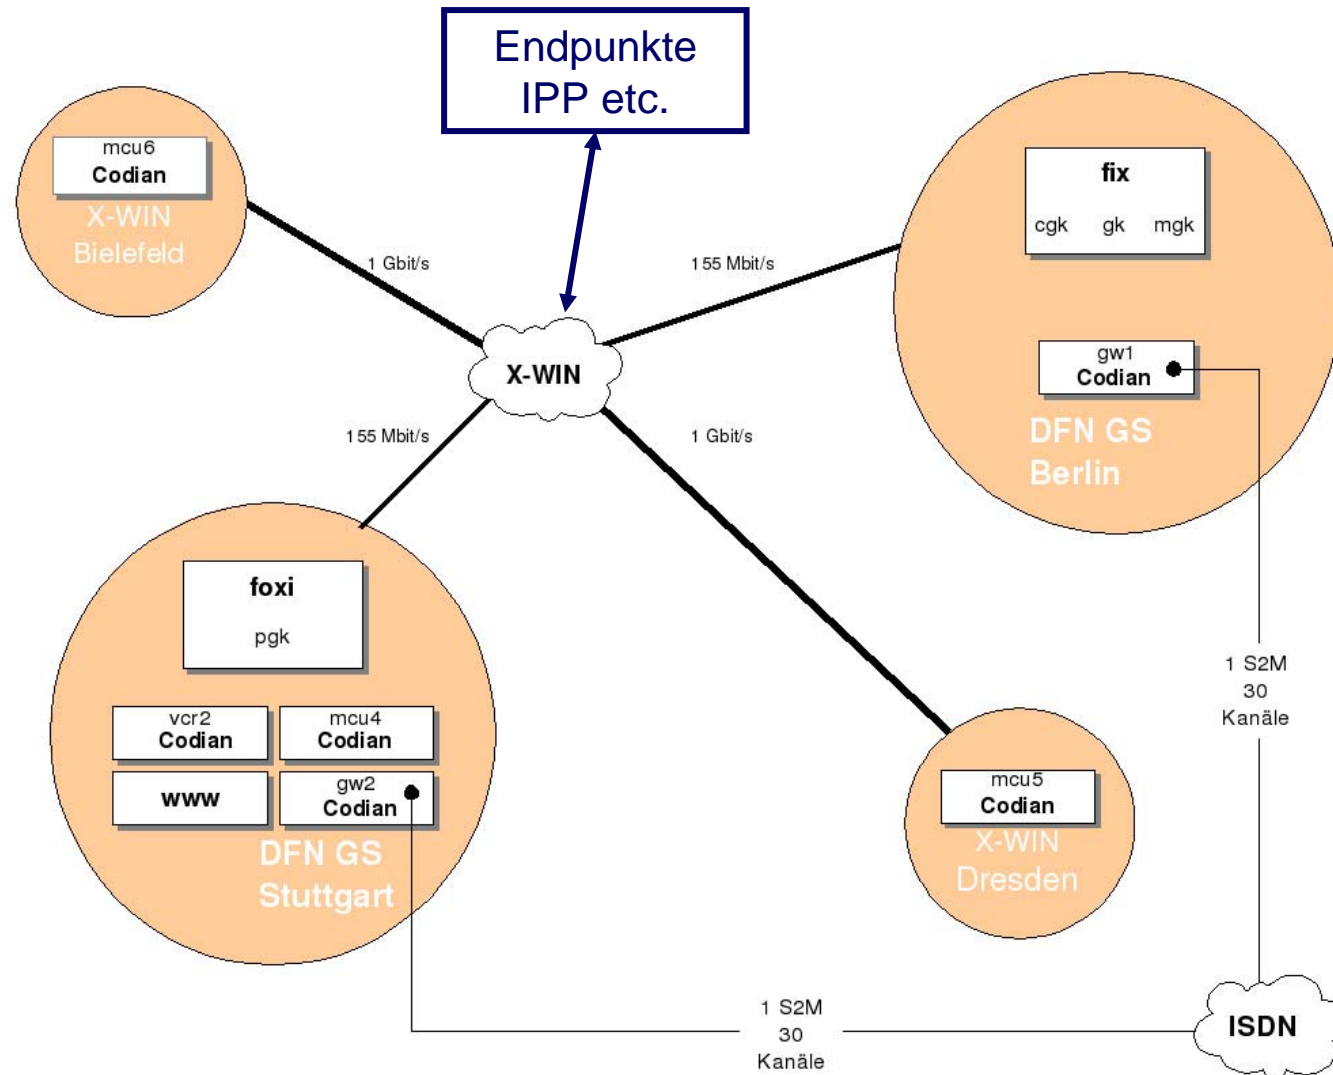 Endpunkte
IPP etc.
mcu6
Codian
X-WIN
Bielefeld
fix
cgk gk mgk
gw1
Codian
DFN GS
Berlin
1 Gbit/s
155 Mbit/s
X-WIN
155 Mbit/s
1 Gbit/s
foxi
pgk
vcr2
Codian
mcu4
Codian
www
gw2
Codian
DFN GS
Stuttgart
mcu5
Codian
X-WIN
Dresden
1 S2M
30
Kanäle
1 S2M
30
Kanäle
ISDN